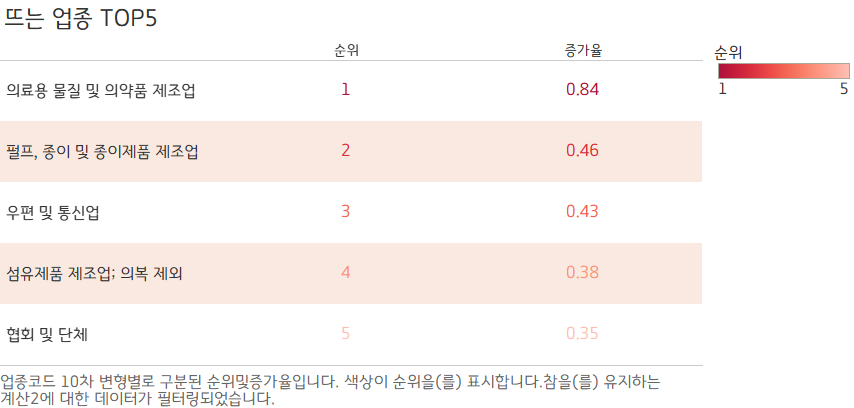 뜨는 업종 TOP5
순위 증가율
순위
1 5
의료용 물질 및 의약품 제조업 1 0.84
펄프, 종이 및 종이제품 제조업 2 0.46
우편 및 통신업 3 0.43
섬유제품 제조업; 의복 제외 4 0.38
협회 및 단체 5 0.35
업종코드 10차 변형별로 구분된 순위및증가율입니다. 색상이 순위을(를) 표시합니다.참을(를) 유지하는
계산2에 대한 데이터가 필터링되었습니다.